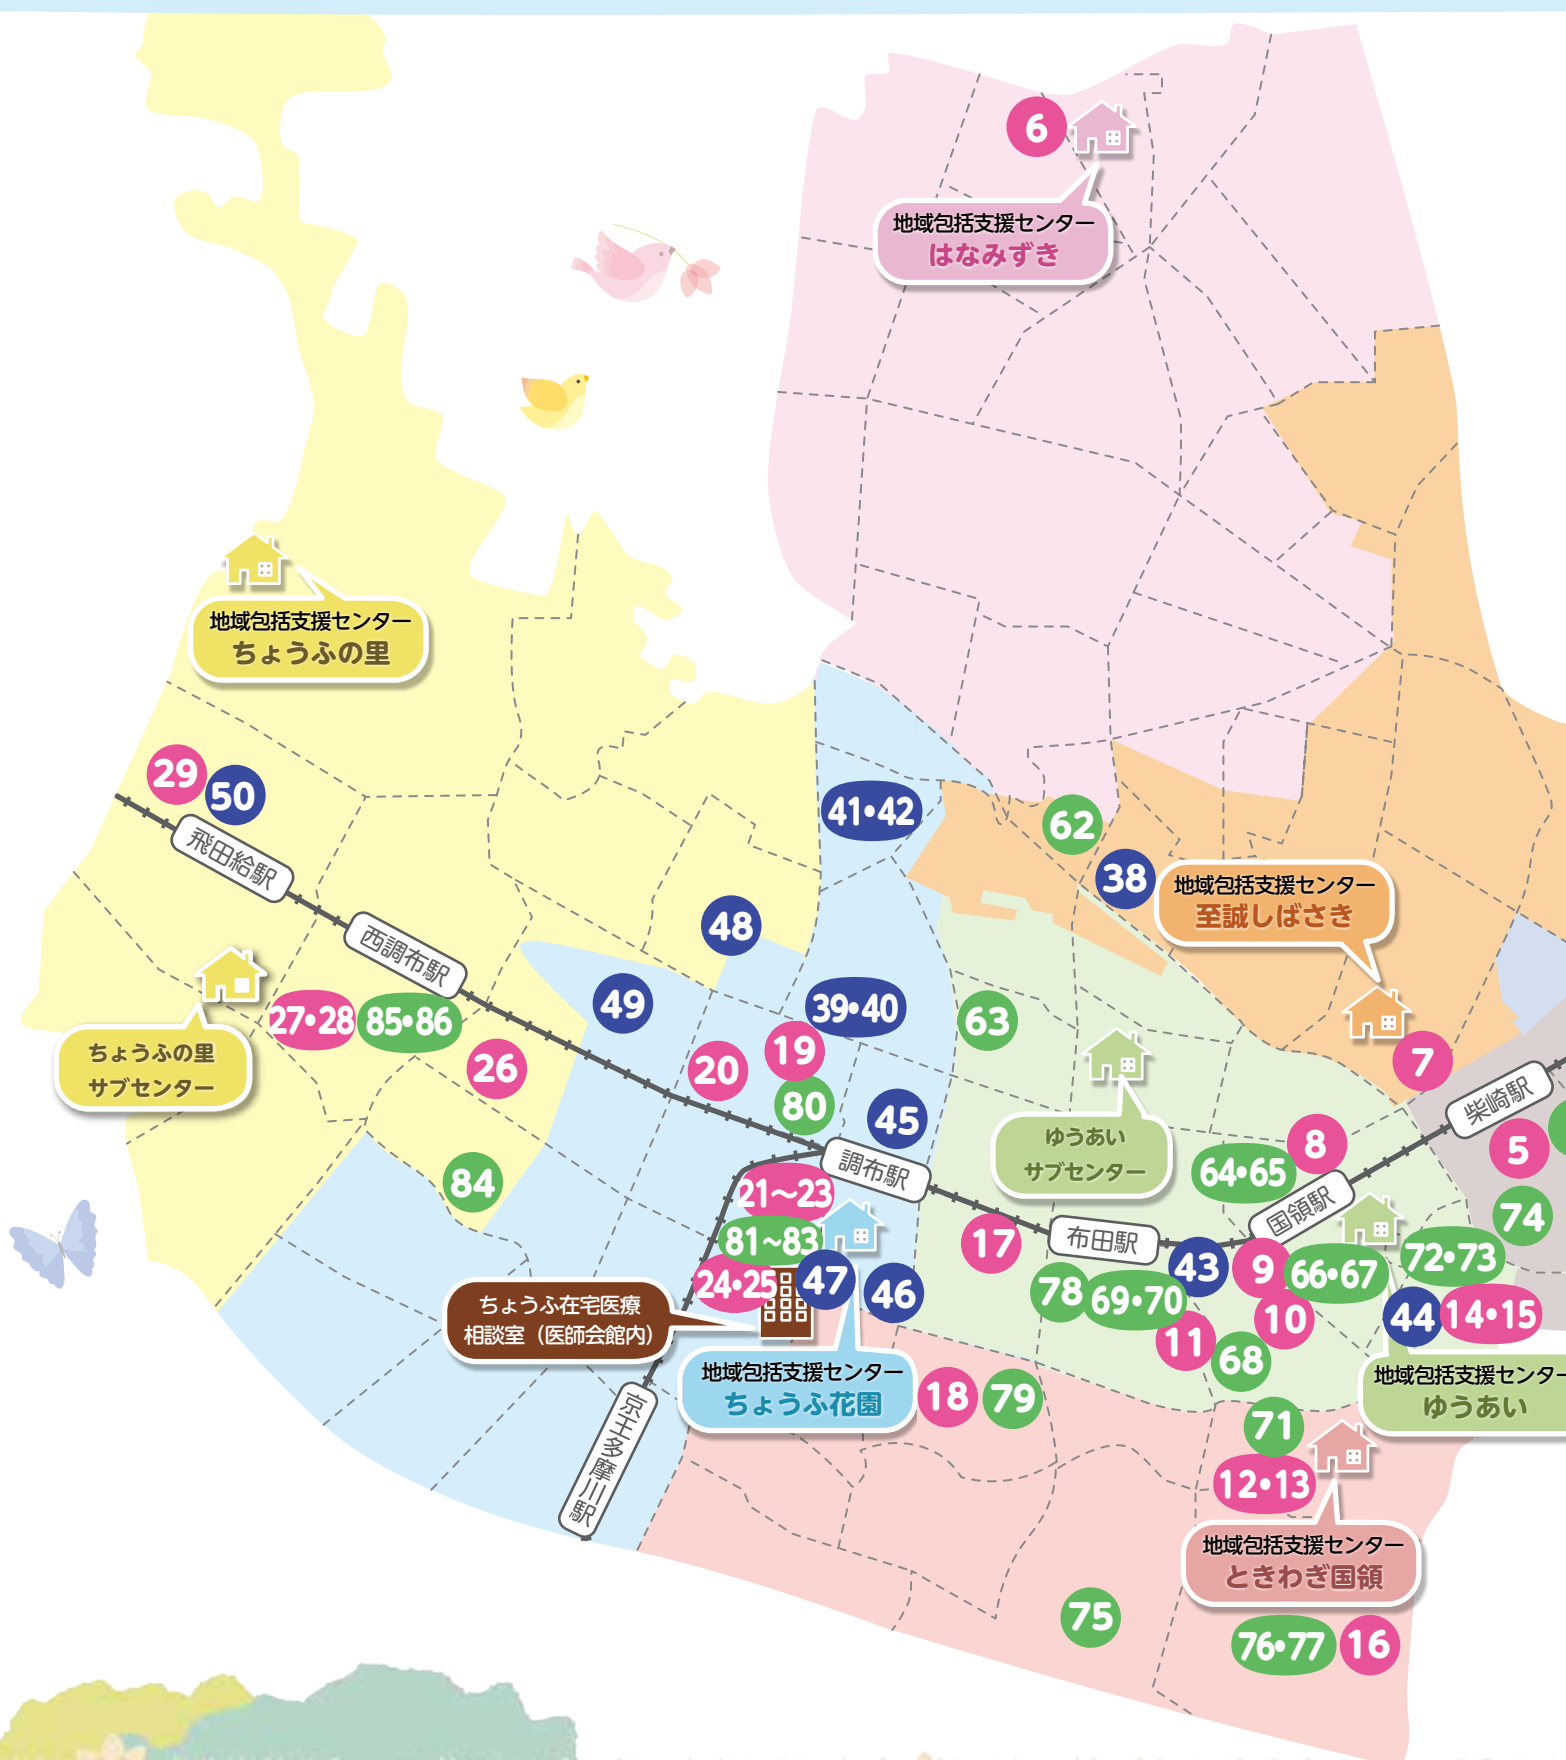 6
地域包括支援センター
はなみずき
地域包括支援センター
ちょうふの里
29
50
飛田給駅
41•42
62
38
地域包括支援センター
至誠しばさき
48
西調布駅
49
39•40
27•28
85•86
ちょうふの里
サブセンター
26
20
19
80
45
63
7
ゆうあい
サブセンター
柴崎駅
5
8
64•65
84
調布駅
21〜23
81〜83
24•25
47
46
17
布田駅
国領駅
74
72•73
43
9
66•67
78
69•70
10
44
14•15
11
68
ちょうふ在宅医療
相談室（医師会館内）
地域包括支援センター
ちょうふ花園
18
79
地域包括支援センター
ゆうあい
京王多摩川駅
71
12•13
地域包括支援センター
ときわぎ国領
75
76•77
16